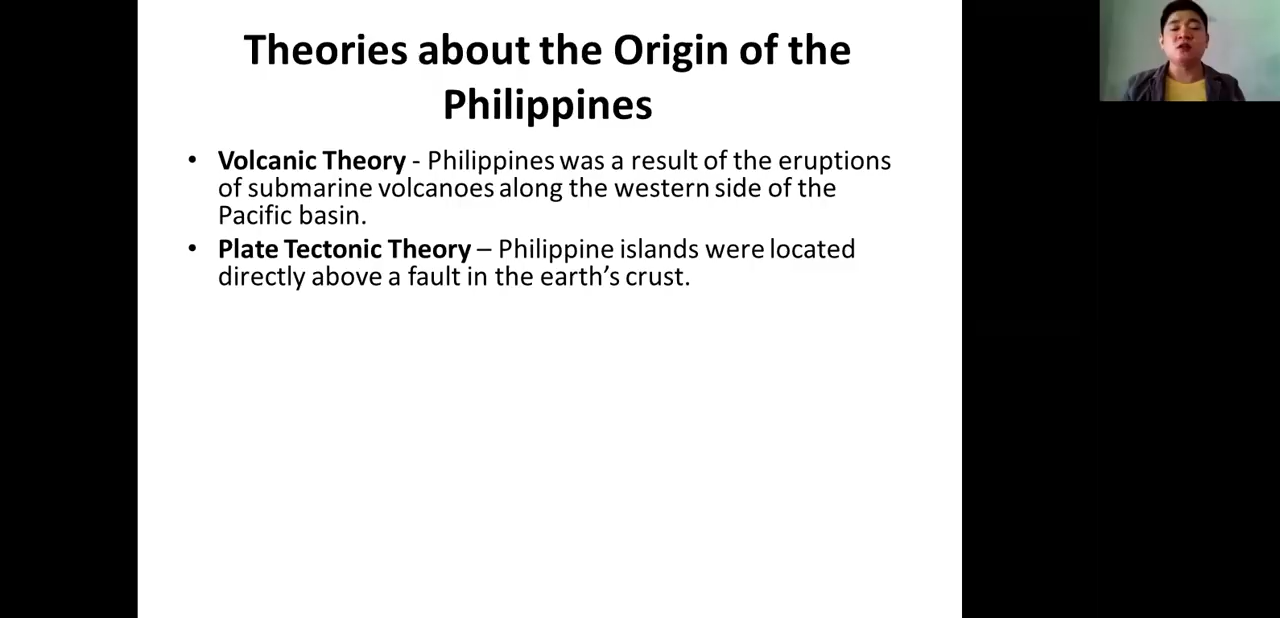 Theories about the Origin of the
Philippines
• Volcanic Theory - Philippines was a result of the eruptions
of submarine volcanoes along the western side of the
Pacific basin.
• Plate Tectonic Theory – Philippine islands were located
directly above a fault in the earth’s crust.